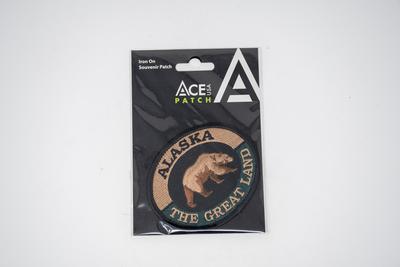 Iron On
Souvenir Patch
ACE USA
PATCH
ALASKA
THE GREAT LAND